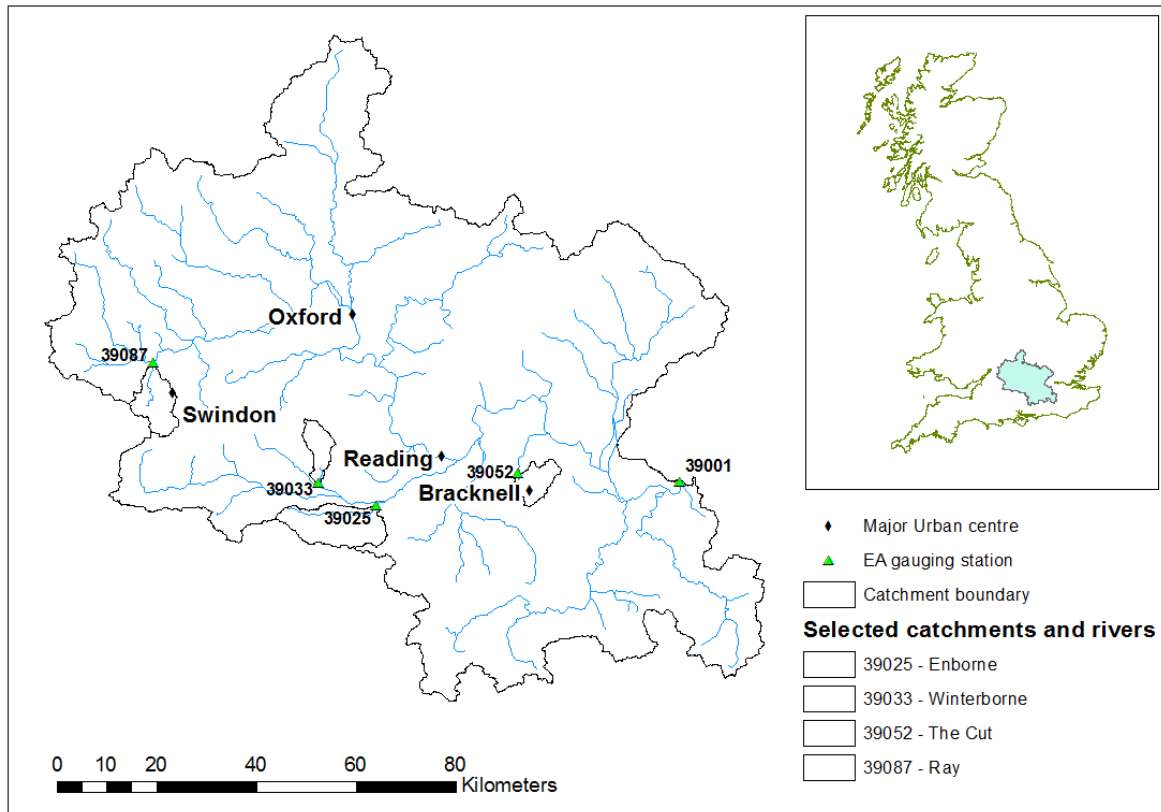 Oxford
39087
Swindon
Reading
39033
39052
Bracknell
39001
39025
0 10 20 40 60 80
Kilometers
Major Urban centre
EA gauging station
Catchment boundary
Selected catchments and rivers
39025 - Enborne
39033 - Winterborne
39052 - The Cut
39087 - Ray